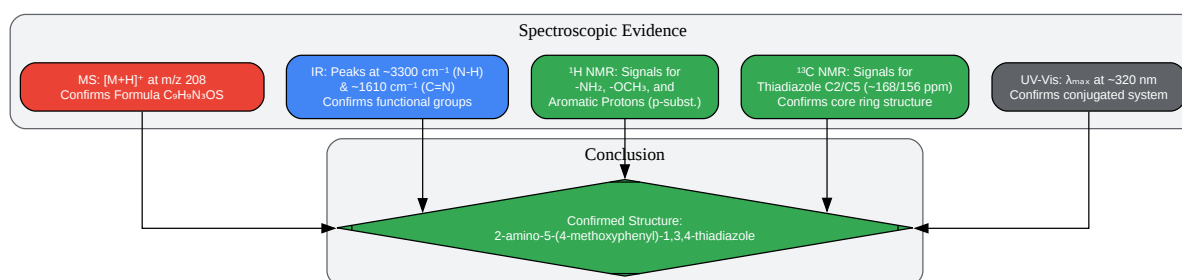 Spectroscopic Evidence
MS: [M+H]⁺ at m/z 208
Confirms Formula C₉H₉N₃OS
IR: Peaks at ~3300 cm⁻¹ (N-H)
& ~1610 cm⁻¹ (C=N)
Confirms functional groups
¹H NMR: Signals for
-NH₂, -OCH₃, and
Aromatic Protons (p-subst.)
¹³C NMR: Signals for
Thiadiazole C2/C5 (~168/156 ppm)
Confirms core ring structure
UV-Vis: λₘₐₓ at ~320 nm
Confirms conjugated system
Conclusion
Confirmed Structure:
2-amino-5-(4-methoxyphenyl)-1,3,4-thiadiazole